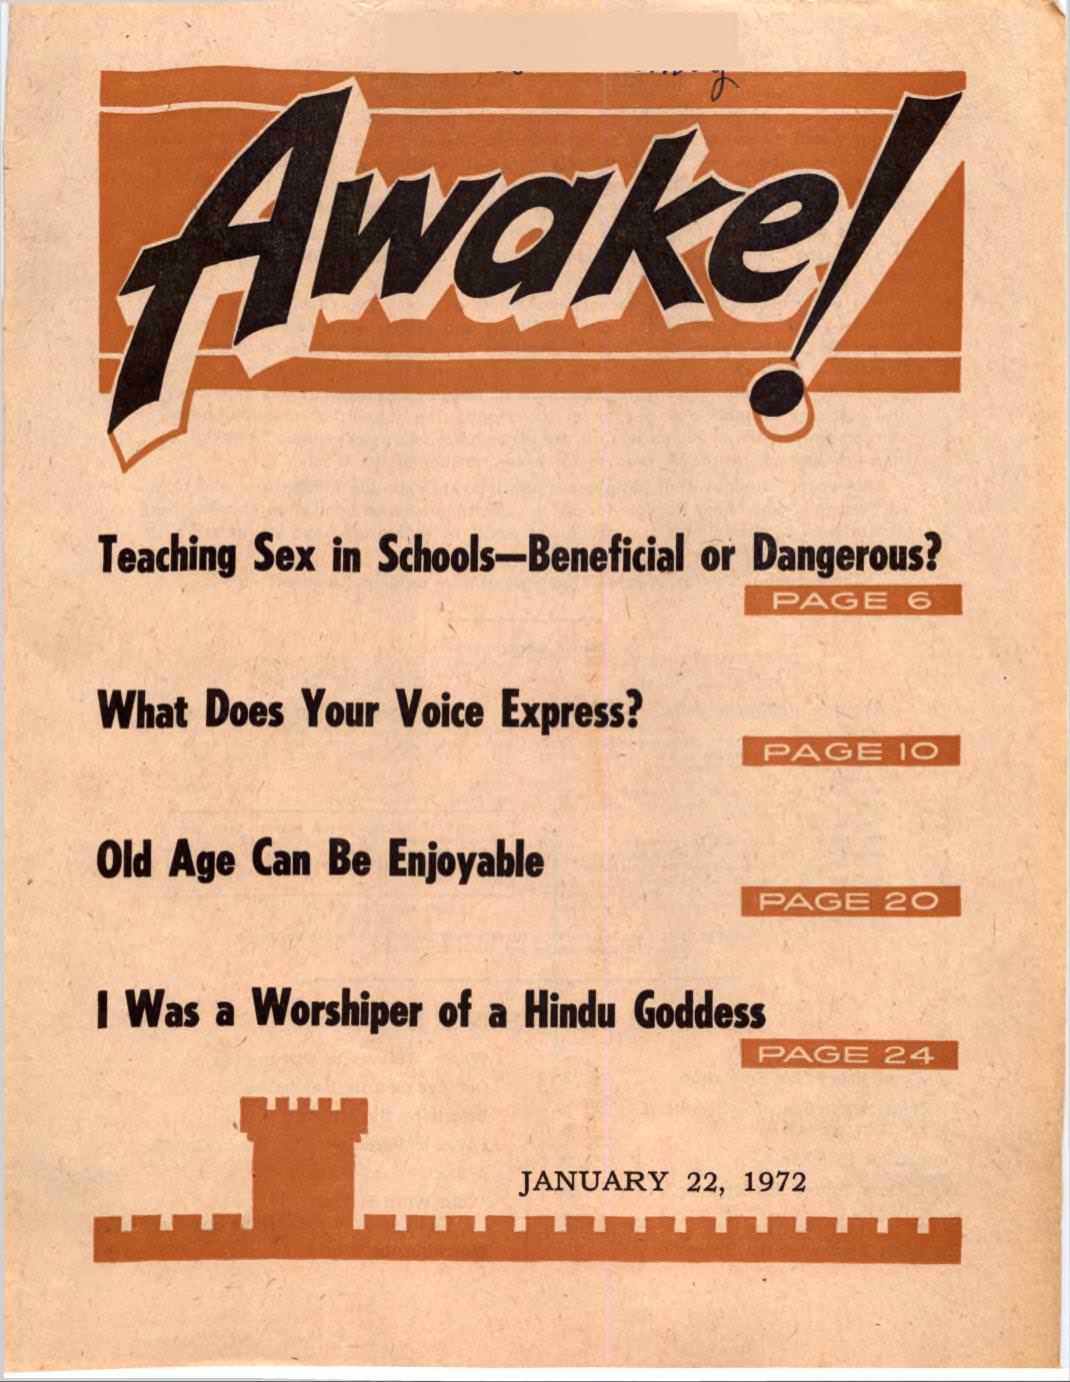 Awake!
Teaching Sex in Schools—Beneficial or Dangerous?
PAGE 6
What Does Your Voice Express?
PAGE 10
Old Age Can Be Enjoyable
PAGE 20
I Was a Worshiper of a Hindu Goddess
PAGE 24
JANUARY 22, 1972